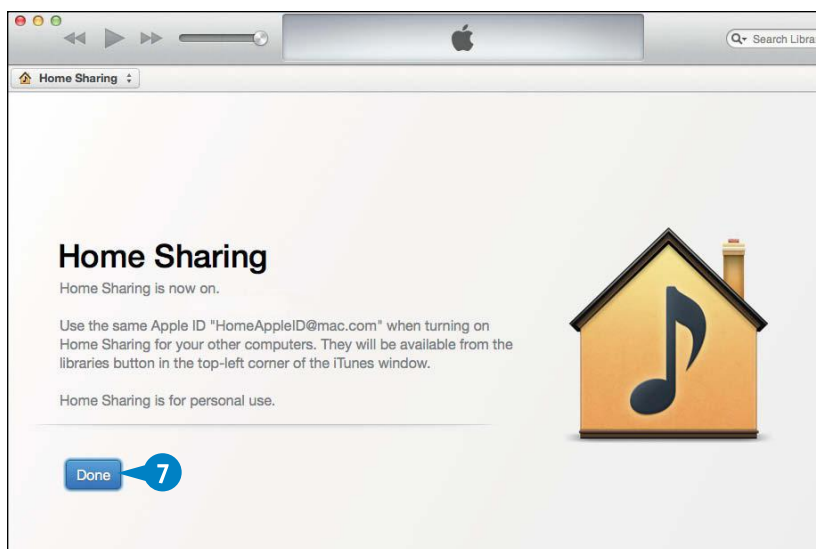 Search Libra
Home Sharing
Home Sharing
Home Sharing is now on.
Use the same Apple ID "HomeAppleID@mac.com" when turning on
Home Sharing for your other computers. They will be available from the
libraries button in the top-left corner of the iTunes window.
Home Sharing is for personal use.
Done 7